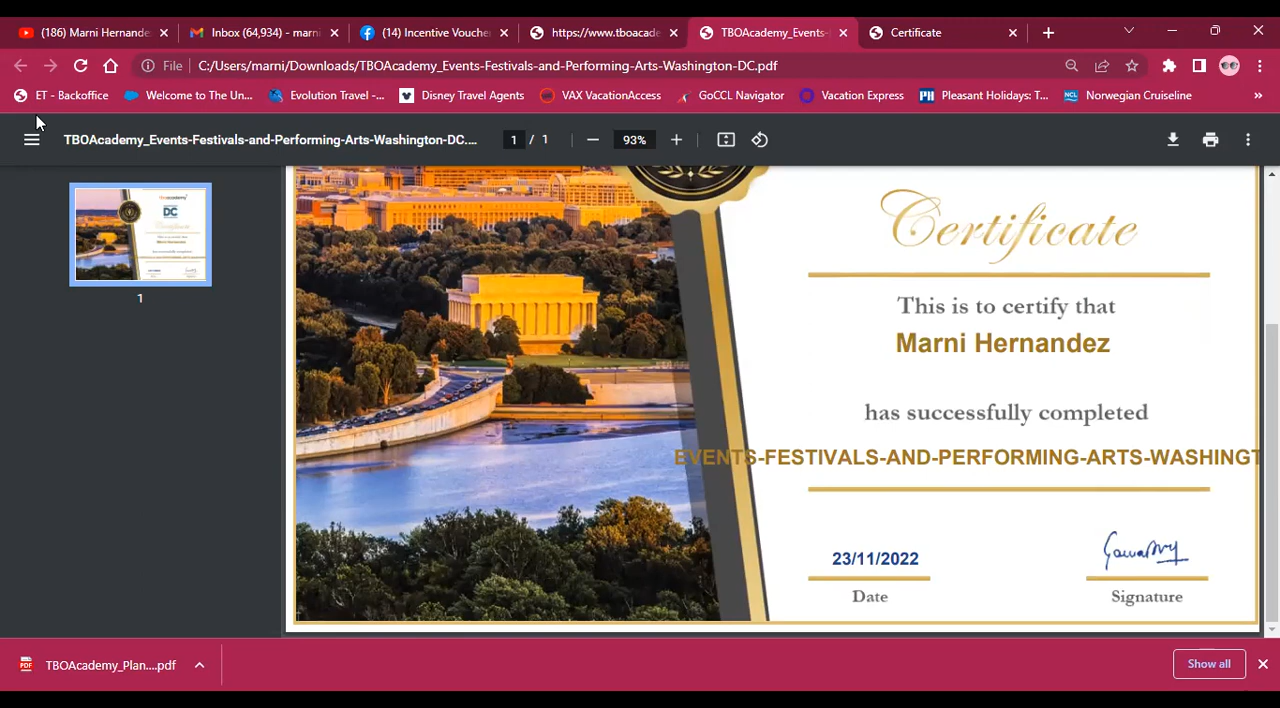 (186) Marni Hernande
Inbox (64,934) - marni
(14) Incentive Vouche
https://www.tboacade
TBOAcademy_Events-
Certificate
File
C:/Users/marni/Downloads/TBOAcademy_Events-Festivals-and-Performing-Arts-Washington-DC.pdf
ET - Backoffice
Welcome to The Un...
Evolution Travel -...
Disney Travel Agents
VAX VacationAccess
GoCCL Navigator
Vacation Express
Pleasant Holidays: T...
Norwegian Cruiseline
»
TBOAcademy_Events-Festivals-and-Performing-Arts-Washington-DC....
1 / 1
93%
DC
1
Certificate
This is to certify that
Marni Hernandez
has successfully completed
EVENTS-FESTIVALS-AND-PERFORMING-ARTS-WASHINGT
23/11/2022
Date
Signature
TBOAcademy_Plan....pdf
Show all